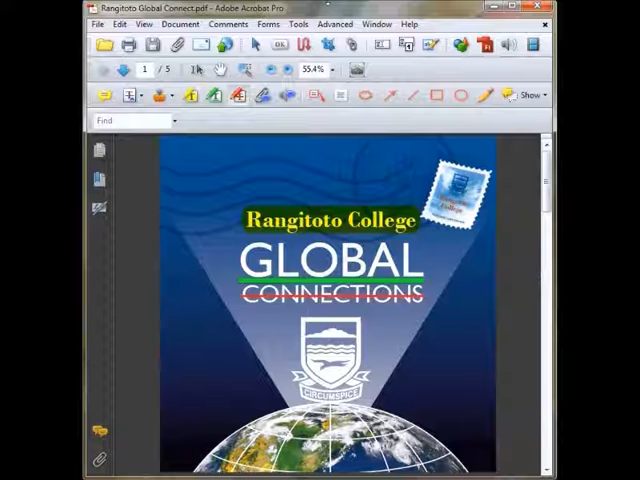 Rangitoto Global Connect.pdf - Adobe Acrobat Pro
File Edit View Document Comments Forms Tools Advanced Window Help
1 / 5 55.4%
Show
Find
Rangitoto College
GLOBAL
CONNECTIONS
CIRCUMSPICE